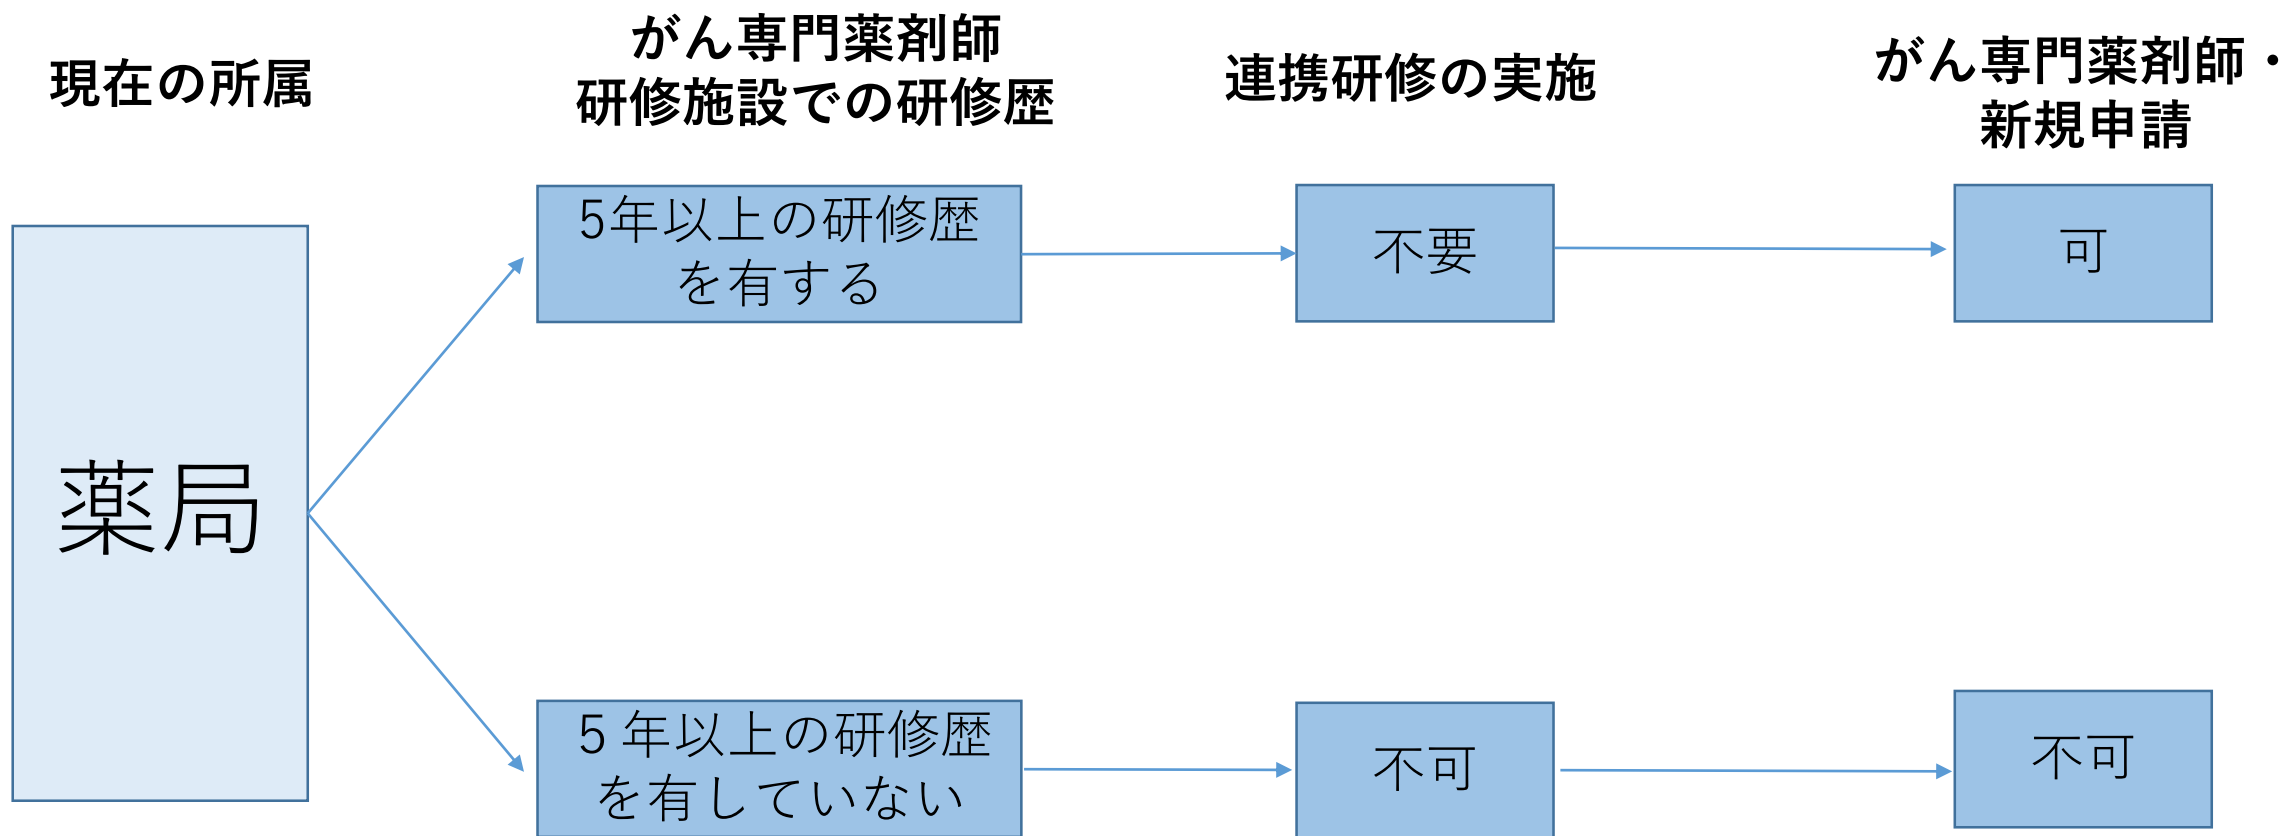 現在の所属
がん専門薬剤師
研修施設での研修歴
連携研修の実施
がん専門薬剤師・
新規申請
薬局
5年以上の研修歴
を有する
不要
可
5 年以上の研修歴
を有していない
不可
不可